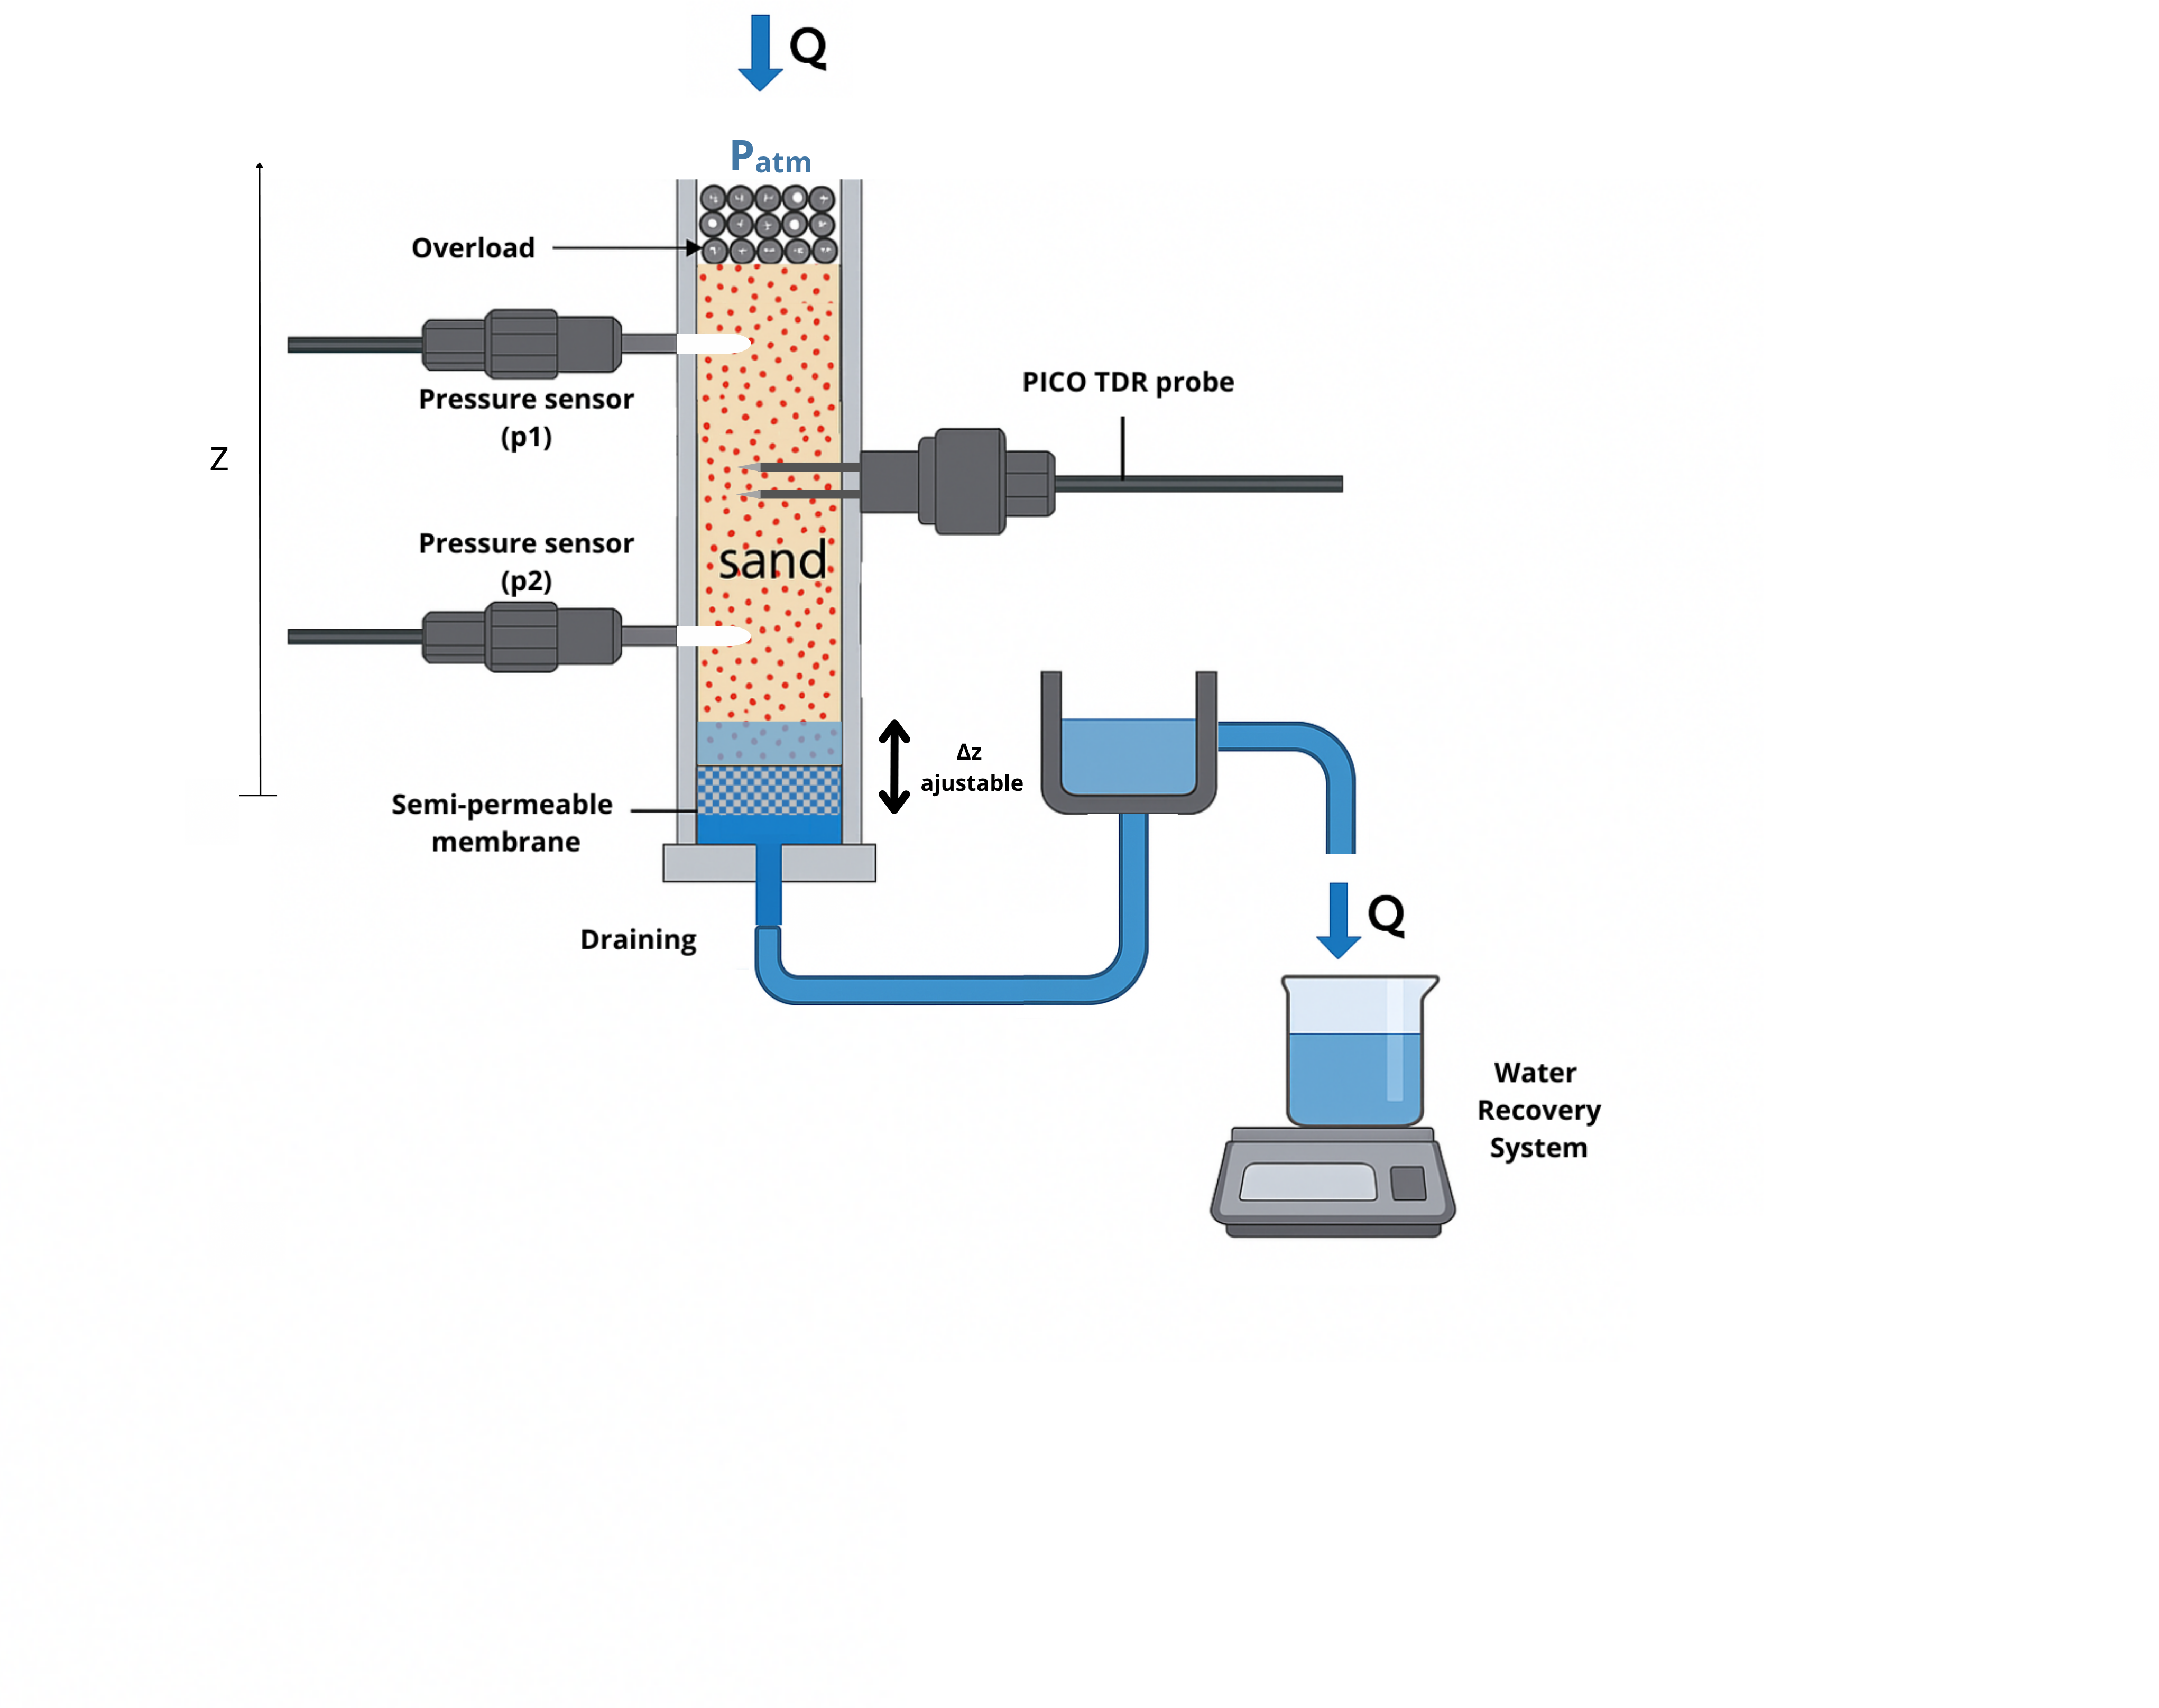 Q
Patm
Overload
Pressure sensor
(p1)
PICO TDR probe
Z
Pressure sensor
(p2)
sand
Δz
ajustable
Semi-permeable
membrane
Draining
Q
Water
Recovery
System